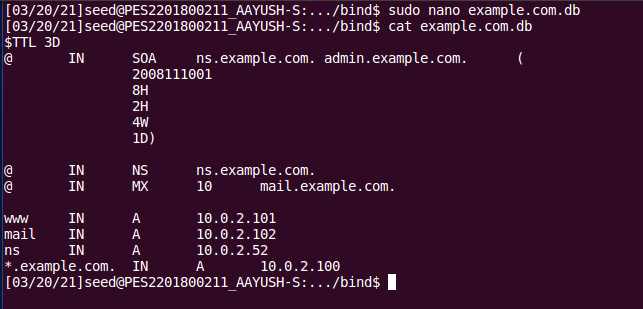 [03/20/21]seed@PES2201800211_AAYUSH-S:.../bind$ sudo nano example.com.db
[03/20/21]seed@PES2201800211_AAYUSH-S:.../bind$ cat example.com.db
$TTL 3D
@ IN SOA ns.example.com. admin.example.com. (
2008111001
8H
2H
4W
1D)
@ IN NS ns.example.com.
@ IN MX 10 mail.example.com.
www IN A 10.0.2.101
mail IN A 10.0.2.102
ns IN A 10.0.2.52
*.example.com. IN A 10.0.2.100
[03/20/21]seed@PES2201800211_AAYUSH-S:.../bind$